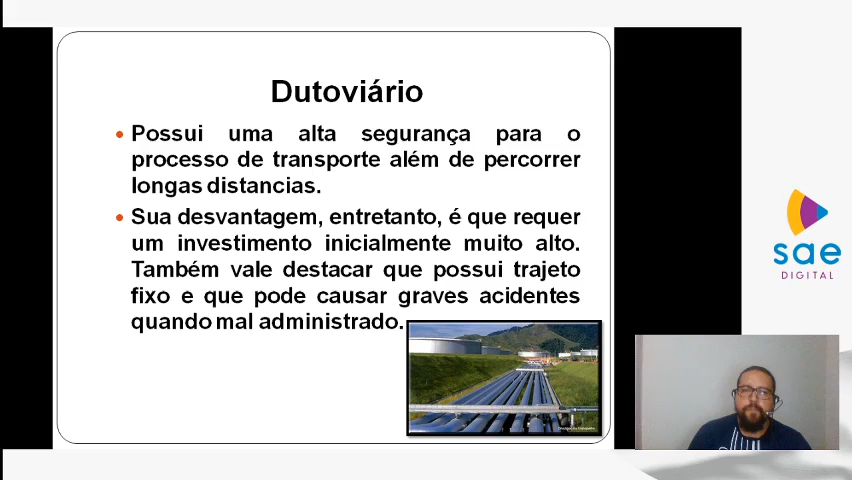 Dutoviário
• Possui uma alta segurança para o
processo de transporte além de percorrer
longas distancias.
• Sua desvantagem, entretanto, é que requer
um investimento inicialmente muito alto.
Também vale destacar que possui trajeto
fixo e que pode causar graves acidentes
quando mal administrado.
sae
DIGITAL